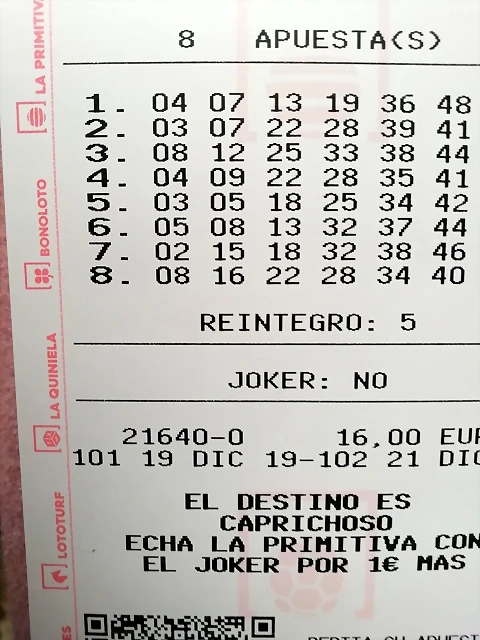 8 APUESTA(S)
1. 04 07 13 19 36 48
2. 03 07 22 28 39 41
3. 08 12 25 33 38 44
4. 04 09 22 28 35 41
5. 03 05 18 25 34 42
6. 05 08 13 32 37 44
7. 02 15 18 32 38 46
8. 08 16 22 28 34 40
REINTEGRO: 5
JOKER: NO
21640-0 16,00 EUR
101 19 DIC 19-102 21 DIC
EL DESTINO ES
CAPRICHOSO
ECHA LA PRIMITIVA CON
EL JOKER POR 1€ MAS
LA PRIMITIVA
BONOLOTO
LA QUINIELA
LOTOTURF